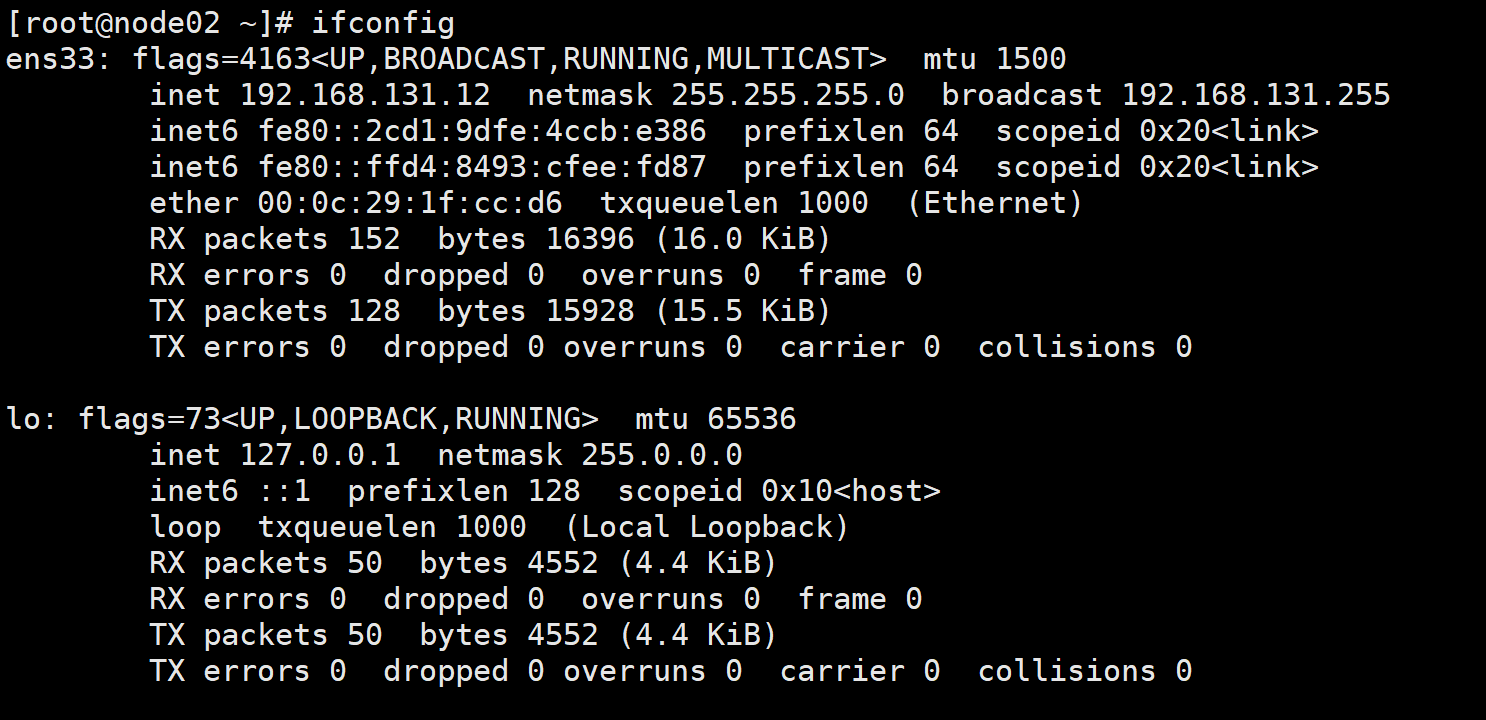 [root@node02 ~]# ifconfig
ens33: flags=4163<UP,BROADCAST,RUNNING,MULTICAST>  mtu 1500
        inet 192.168.131.12  netmask 255.255.255.0  broadcast 192.168.131.255
        inet6 fe80::2cd1:9dfe:4ccb:e386  prefixlen 64  scopeid 0x20<link>
        inet6 fe80::ffd4:8493:cfee:fd87  prefixlen 64  scopeid 0x20<link>
        ether 00:0c:29:1f:cc:d6  txqueuelen 1000  (Ethernet)
        RX packets 152  bytes 16396 (16.0 KiB)
        RX errors 0  dropped 0  overruns 0  frame 0
        TX packets 128  bytes 15928 (15.5 KiB)
        TX errors 0  dropped 0 overruns 0  carrier 0  collisions 0

lo: flags=73<UP,LOOPBACK,RUNNING>  mtu 65536
        inet 127.0.0.1  netmask 255.0.0.0
        inet6 ::1  prefixlen 128  scopeid 0x10<host>
        loop  txqueuelen 1000  (Local Loopback)
        RX packets 50  bytes 4552 (4.4 KiB)
        RX errors 0  dropped 0  overruns 0  frame 0
        TX packets 50  bytes 4552 (4.4 KiB)
        TX errors 0  dropped 0 overruns 0  carrier 0  collisions 0